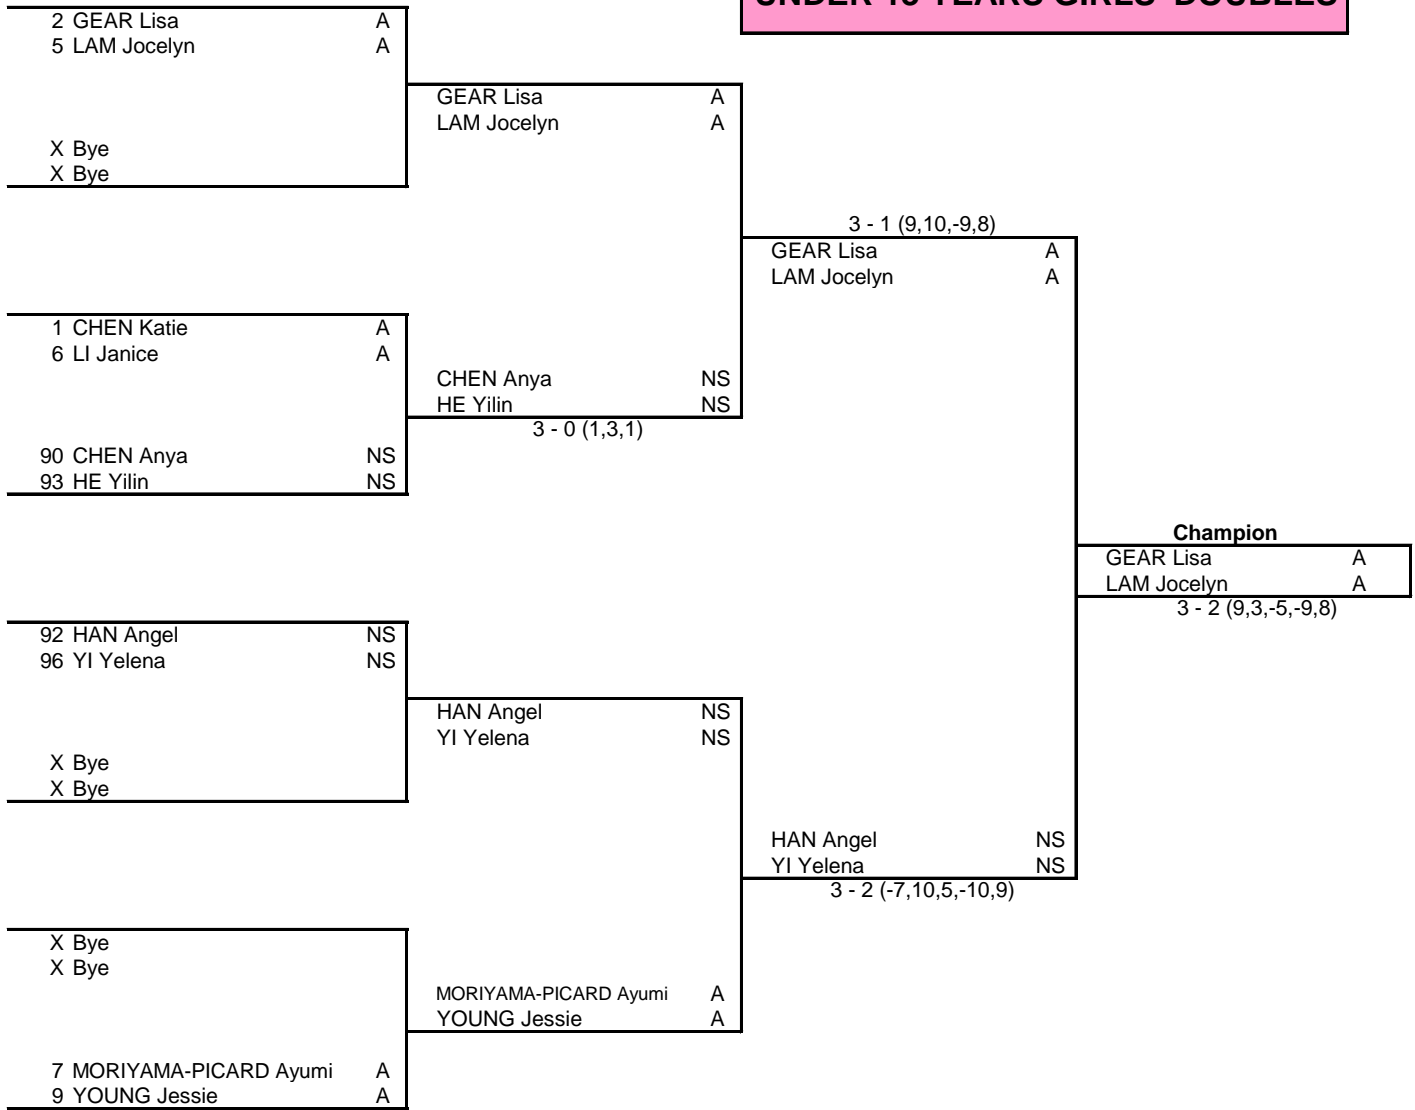 UNDER YEARS GIRLS DOUBLES
2 GEAR Lisa A
5 LAM Jocelyn A
X Bye
X Bye
1 CHEN Katie A
6 LI Janice A
90 CHEN Anya NS
93 HE Yilin NS
92 HAN Angel NS
96 YI Yelena NS
X Bye
X Bye
X Bye
X Bye
7 MORIYAMA-PICARD Ayumi A
9 YOUNG Jessie A
GEAR Lisa A
LAM Jocelyn A
CHEN Anya NS
HE Yilin NS
3 - 0 (1,3,1)
HAN Angel NS
YI Yelena NS
MORIYAMA-PICARD Ayumi A
YOUNG Jessie A
3 - 1 (9,10,-9,8)
GEAR Lisa A
LAM Jocelyn A
HAN Angel NS
YI Yelena NS
3 - 2 (-7,10,5,-10,9)
Champion
GEAR Lisa A
LAM Jocelyn A
3 - 2 (9,3,-5,-9,8)